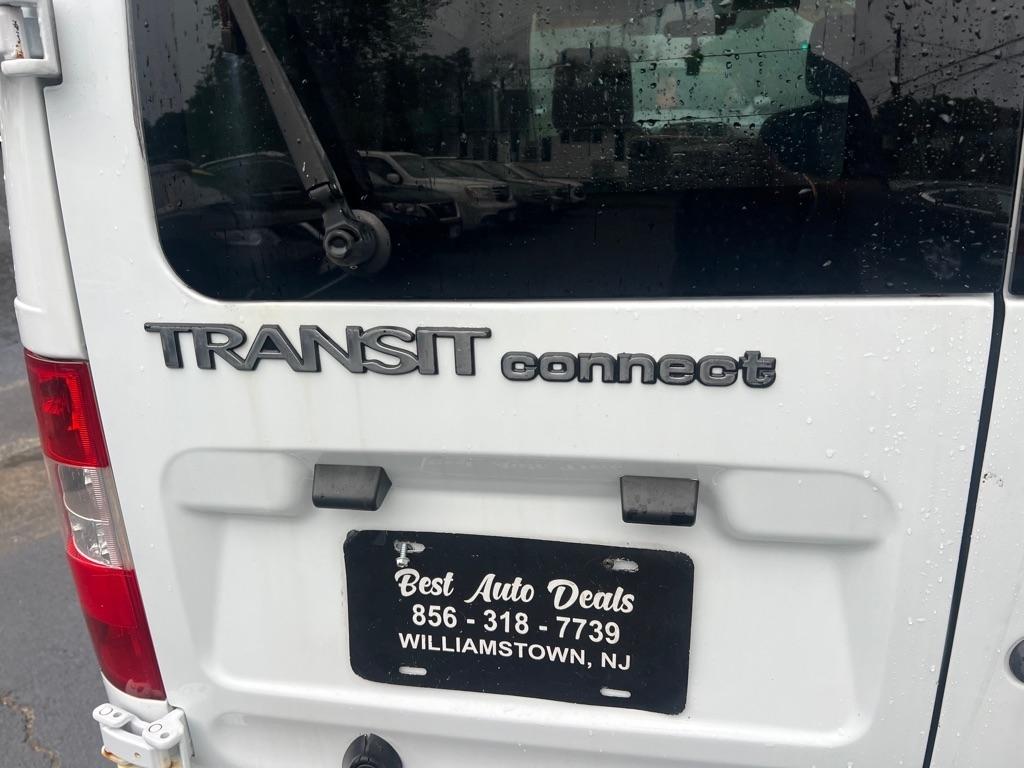 TRANSIT connect
Best Auto Deals
856 - 318 - 7739
WILLIAMSTOWN, NJ